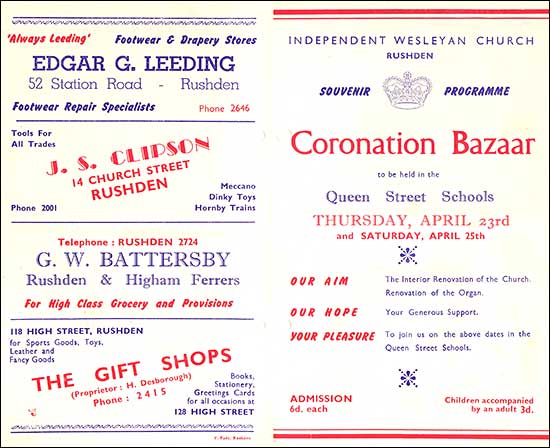 'Always Leeding' Footwear & Drapery Stores
EDGAR G. LEEDING
52 Station Road - Rushden
Footwear Repair Specialists Phone 2646
Tools For
All Trades
J. S. CLIPSON
14 CHURCH STREET
RUSHDEN
Meccano
Dinky Toys
Hornby Trains
Phone 2001
Telephone : RUSHDEN 2724
G. W. BATTERSBY
Rushden & Higham Ferrers
For High Class Grocery and Provisions
118 HIGH STREET, RUSHDEN
for Sports Goods, Toys,
Leather and
Fancy Goods
THE GIFT SHOPS
(Proprietor : H. Desborough)
Phone : 2415
Books,
Stationery,
Greetings Cards
for all occasions at
128 HIGH STREET
INDEPENDENT WESLEYAN CHURCH
RUSHDEN
SOUVENIR PROGRAMME
Coronation Bazaar
to be held in the
Queen Street Schools
THURSDAY, APRIL 23rd
and SATURDAY, APRIL 25th
OUR AIM The Interior Renovation of the Church.
Renovation of the Organ.
OUR HOPE Your Generous Support.
YOUR PLEASURE To join us on the above dates in the
Queen Street Schools.
ADMISSION
6d. each
Children accompanied
by an adult 3d.